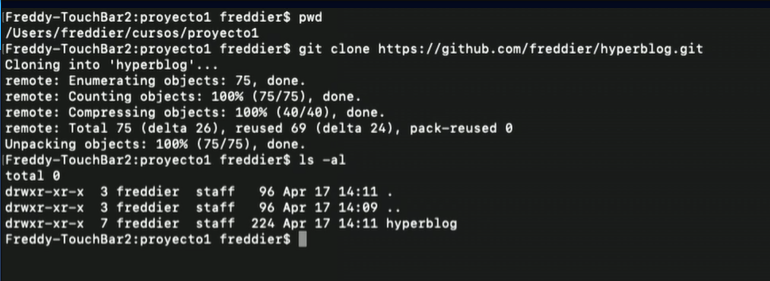 Freddy-TouchBar2:proyecto1 freddier$ pwd
/Users/freddier/cursos/proyecto1
Freddy-TouchBar2:proyecto1 freddier$ git clone https://github.com/freddier/hyperblog.git
Cloning into 'hyperblog'...
remote: Enumerating objects: 75, done.
remote: Counting objects: 100% (75/75), done.
remote: Compressing objects: 100% (40/40), done.
remote: Total 75 (delta 26), reused 69 (delta 24), pack-reused 0
Unpacking objects: 100% (75/75), done.
Freddy-TouchBar2:proyecto1 freddier$ ls -al
total 0
drwxr-xr-x  3 freddier  staff   96 Apr 17 14:11 .
drwxr-xr-x  3 freddier  staff   96 Apr 17 14:09 ..
drwxr-xr-x  7 freddier  staff  224 Apr 17 14:11 hyperblog
Freddy-TouchBar2:proyecto1 freddier$